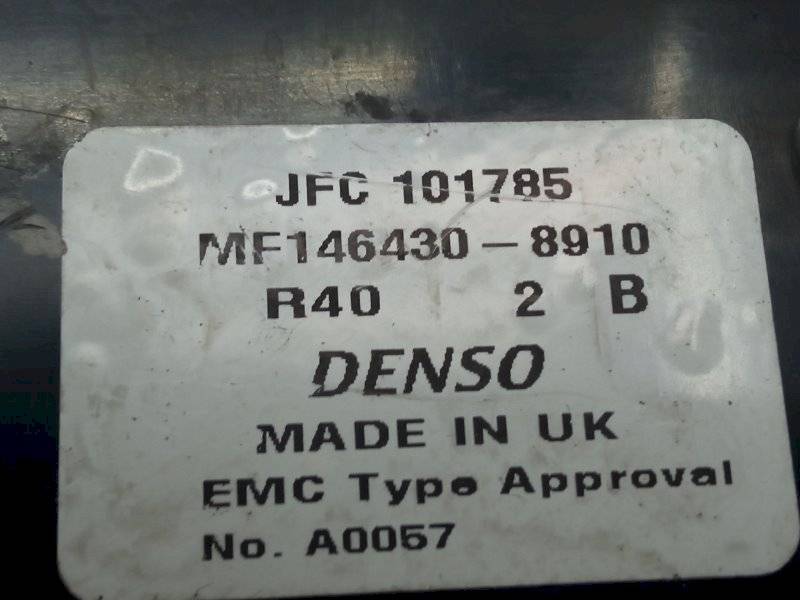 JFC 101785
MF146430-8910
R40 2 B
DENSO
MADE IN UK
EMC Type Approval
No. A0057